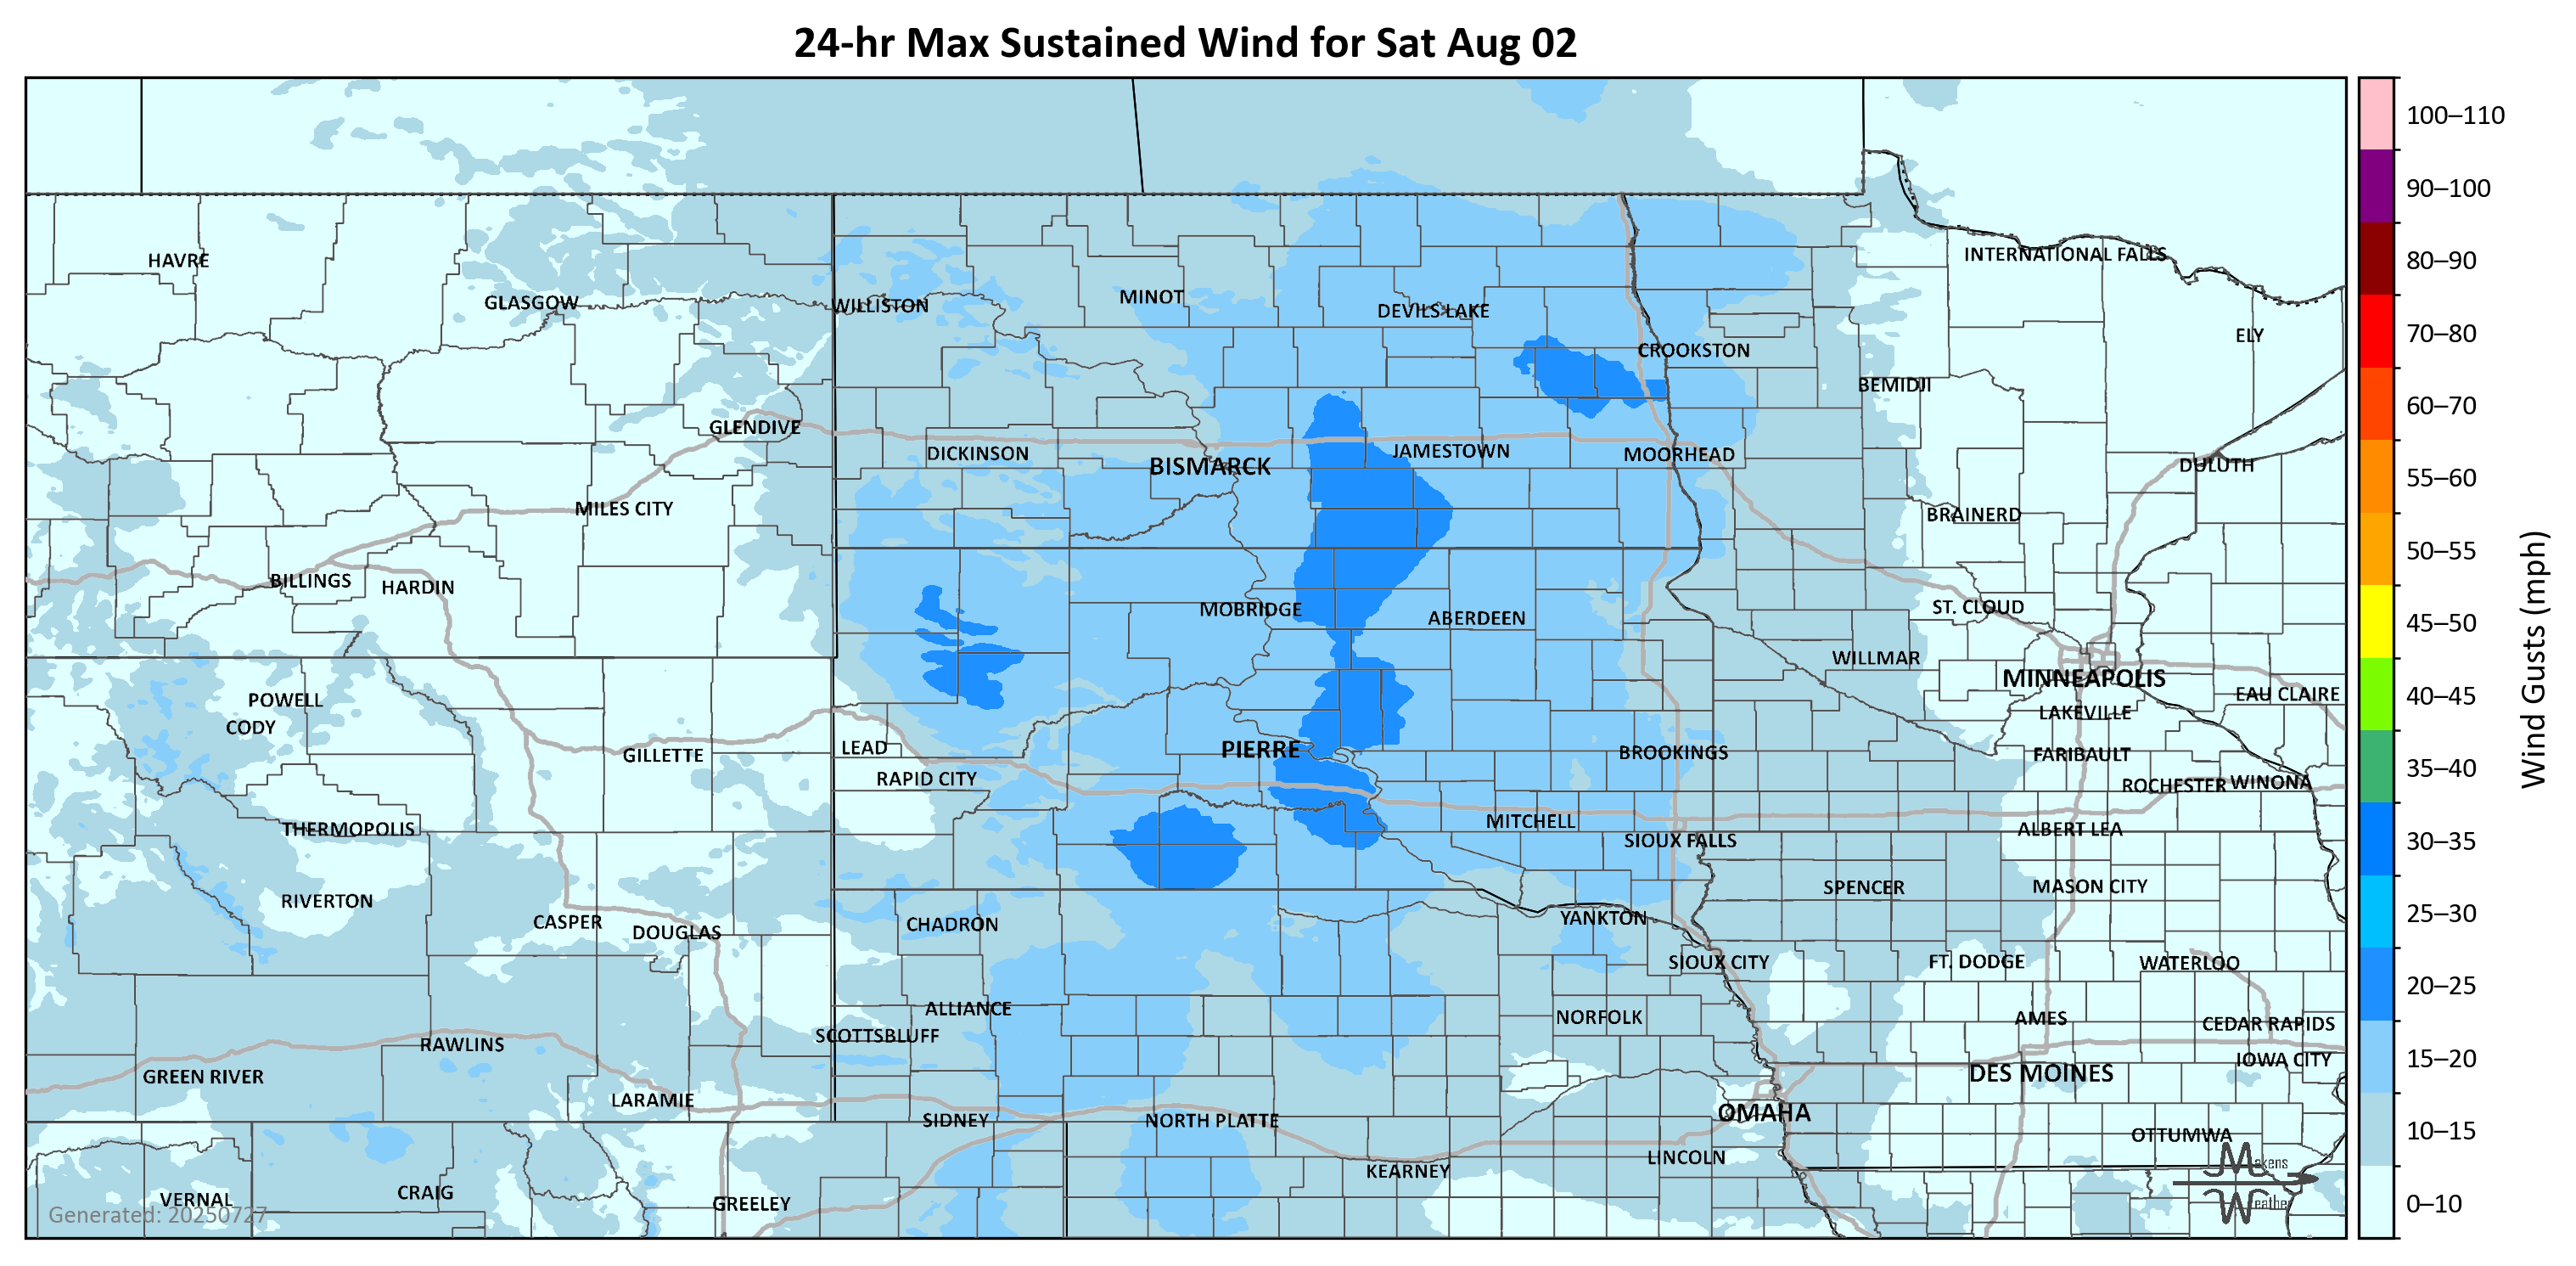 24-hr Max Sustained Wind for Sat Aug 02
100–110
90–100
INTERNATIONAL FALLS
HAVRE
80–90
MINOT
GLASGOW
WILLISTON
DEVILS LAKE
70–80
ELY
CROOKSTON
BEMIDJI
60–70
GLENDIVE
JAMESTOWN
DICKINSON
MOORHEAD
BISMARCK
DULUTH
55–60
MILES CITY
BRAINERD
50–55
BILLINGS
HARDIN
ST. CLOUD
MOBRIDGE
ABERDEEN
45–50
WILLMAR
MINNEAPOLIS
Wind Gusts (mph)
EAU CLAIRE
40–45
POWELL
LAKEVILLE
CODY
LEAD
PIERRE
BROOKINGS
GILLETTE
FARIBAULT
35–40
RAPID CITY
ROCHESTER
WINONA
MITCHELL
THERMOPOLIS
ALBERT LEA
SIOUX FALLS
30–35
SPENCER
MASON CITY
RIVERTON
25–30
YANKTON
CASPER
CHADRON
DOUGLAS
SIOUX CITY
FT. DODGE
WATERLOO
20–25
ALLIANCE
NORFOLK
AMES
CEDAR RAPIDS
SCOTTSBLUFF
RAWLINS
15–20
IOWA CITY
DES MOINES
GREEN RIVER
LARAMIE
OMAHA
SIDNEY
NORTH PLATTE
10–15
OTTUMWA
LINCOLN
Makens
KEARNEY
CRAIG
VERNAL
GREELEY
Weather
0–10
Generated: 20250727